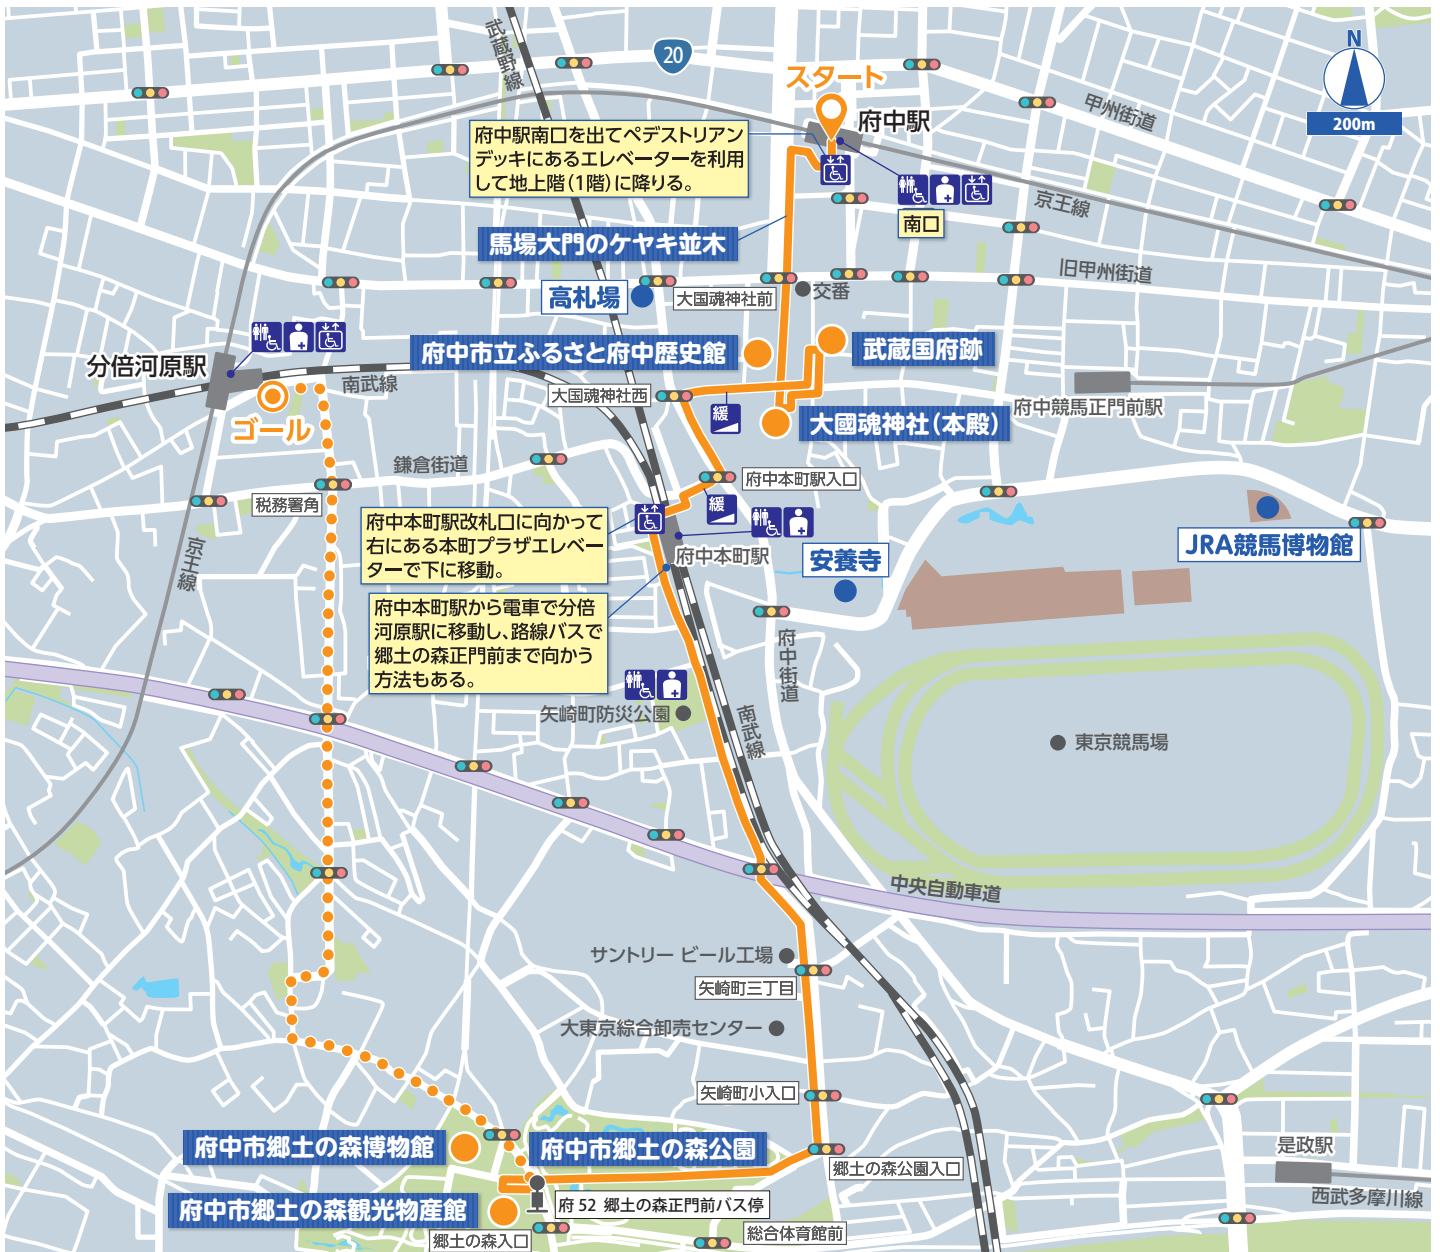 武蔵野線
20
スタート
府中駅
甲州街道
N
200m
府中駅南口を出てペデストリアン
デッキにあるエレベーターを利用
して地上階(1階)に降りる。
南口
京王線
馬場大門のケヤキ並木
旧甲州街道
高札場
大国魂神社前
交番
分倍河原駅
南武線
府中市立ふるさと府中歴史館
武蔵国府跡
大国魂神社西
緩
大國魂神社(本殿)
府中競馬正門前駅
ゴール
鎌倉街道
税務署角
府中本町駅入口
緩
京王線
府中本町駅改札口に向かって
右にある本町プラザエレベー
ターで下に移動。
府中本町駅
安養寺
JRA競馬博物館
府中本町駅から電車で分倍
河原駅に移動し、路線バスで
郷土の森正門前まで向かう
方法もある。
府中街道
矢崎町防災公園
南武線
東京競馬場
中央自動車道
サントリー ビール工場
矢崎町三丁目
大東京綜合卸売センター
矢崎町小入口
府中市郷土の森博物館
府中市郷土の森公園
郷土の森公園入口
是政駅
西武多摩川線
府中市郷土の森観光物産館
府52 郷土の森正門前バス停
郷土の森入口
総合体育館前